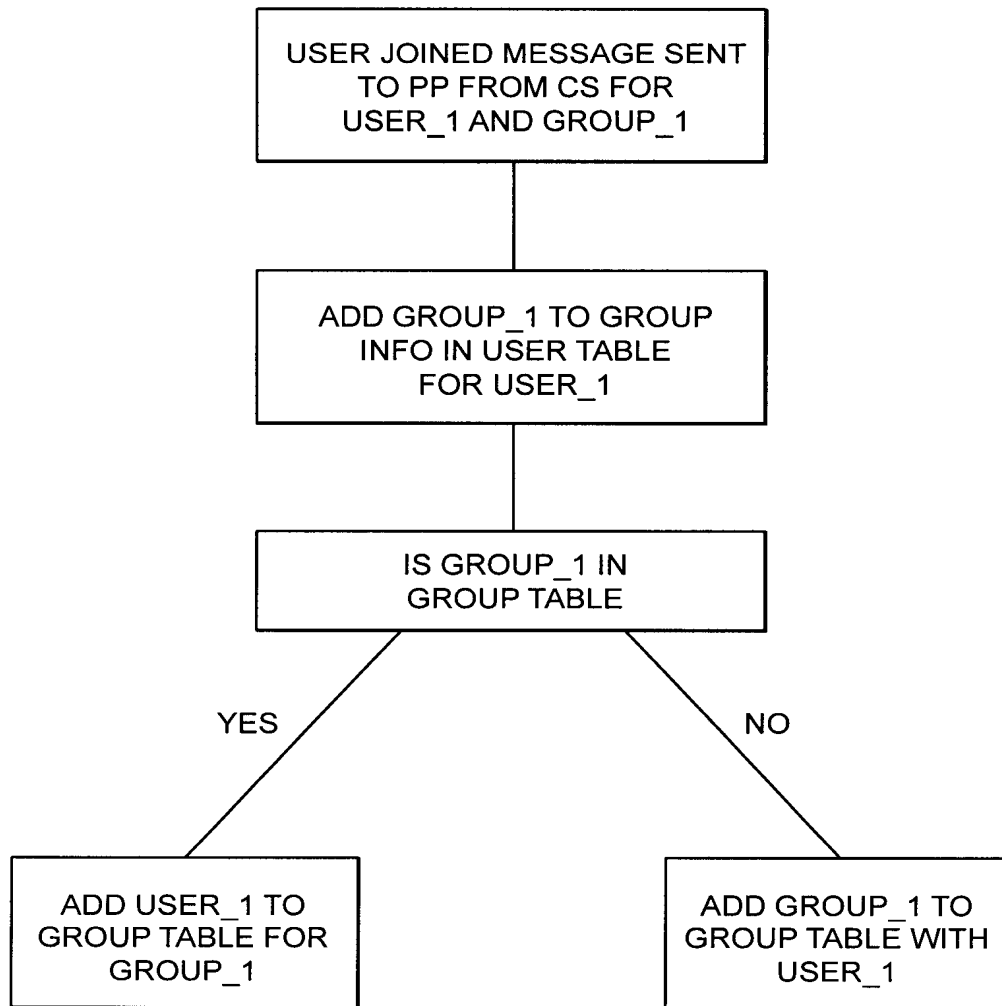 USER JOINED MESSAGE SENT
TO PP FROM CS FOR
USER_1 AND GROUP_1
ADD GROUP_1 TO GROUP
INFO IN USER TABLE
FOR USER_1
IS GROUP_1 IN
GROUP TABLE
YES
NO
ADD USER_1 TO
GROUP TABLE FOR
GROUP_1
ADD GROUP_1 TO
GROUP TABLE WITH
USER_1